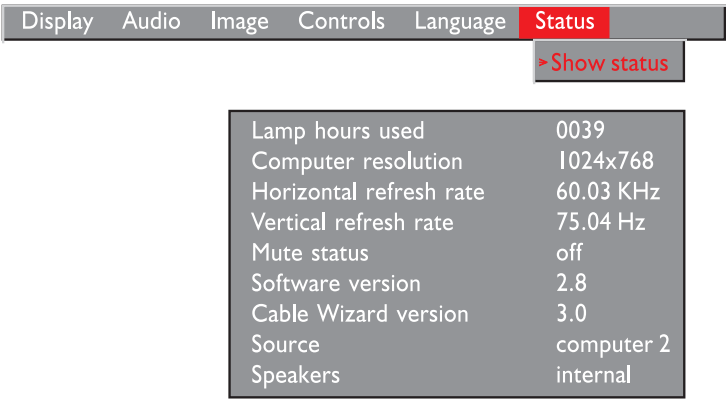 Display Audio Image Controls Language Status
➢Show status
Lamp hours used 0039
Computer resolution 1024x768
Horizontal refresh rate 60.03 KHz
Vertical refresh rate 75.04 Hz
Mute status off
Software version 2.8
Cable Wizard version 3.0
Source computer 2
Speakers internal